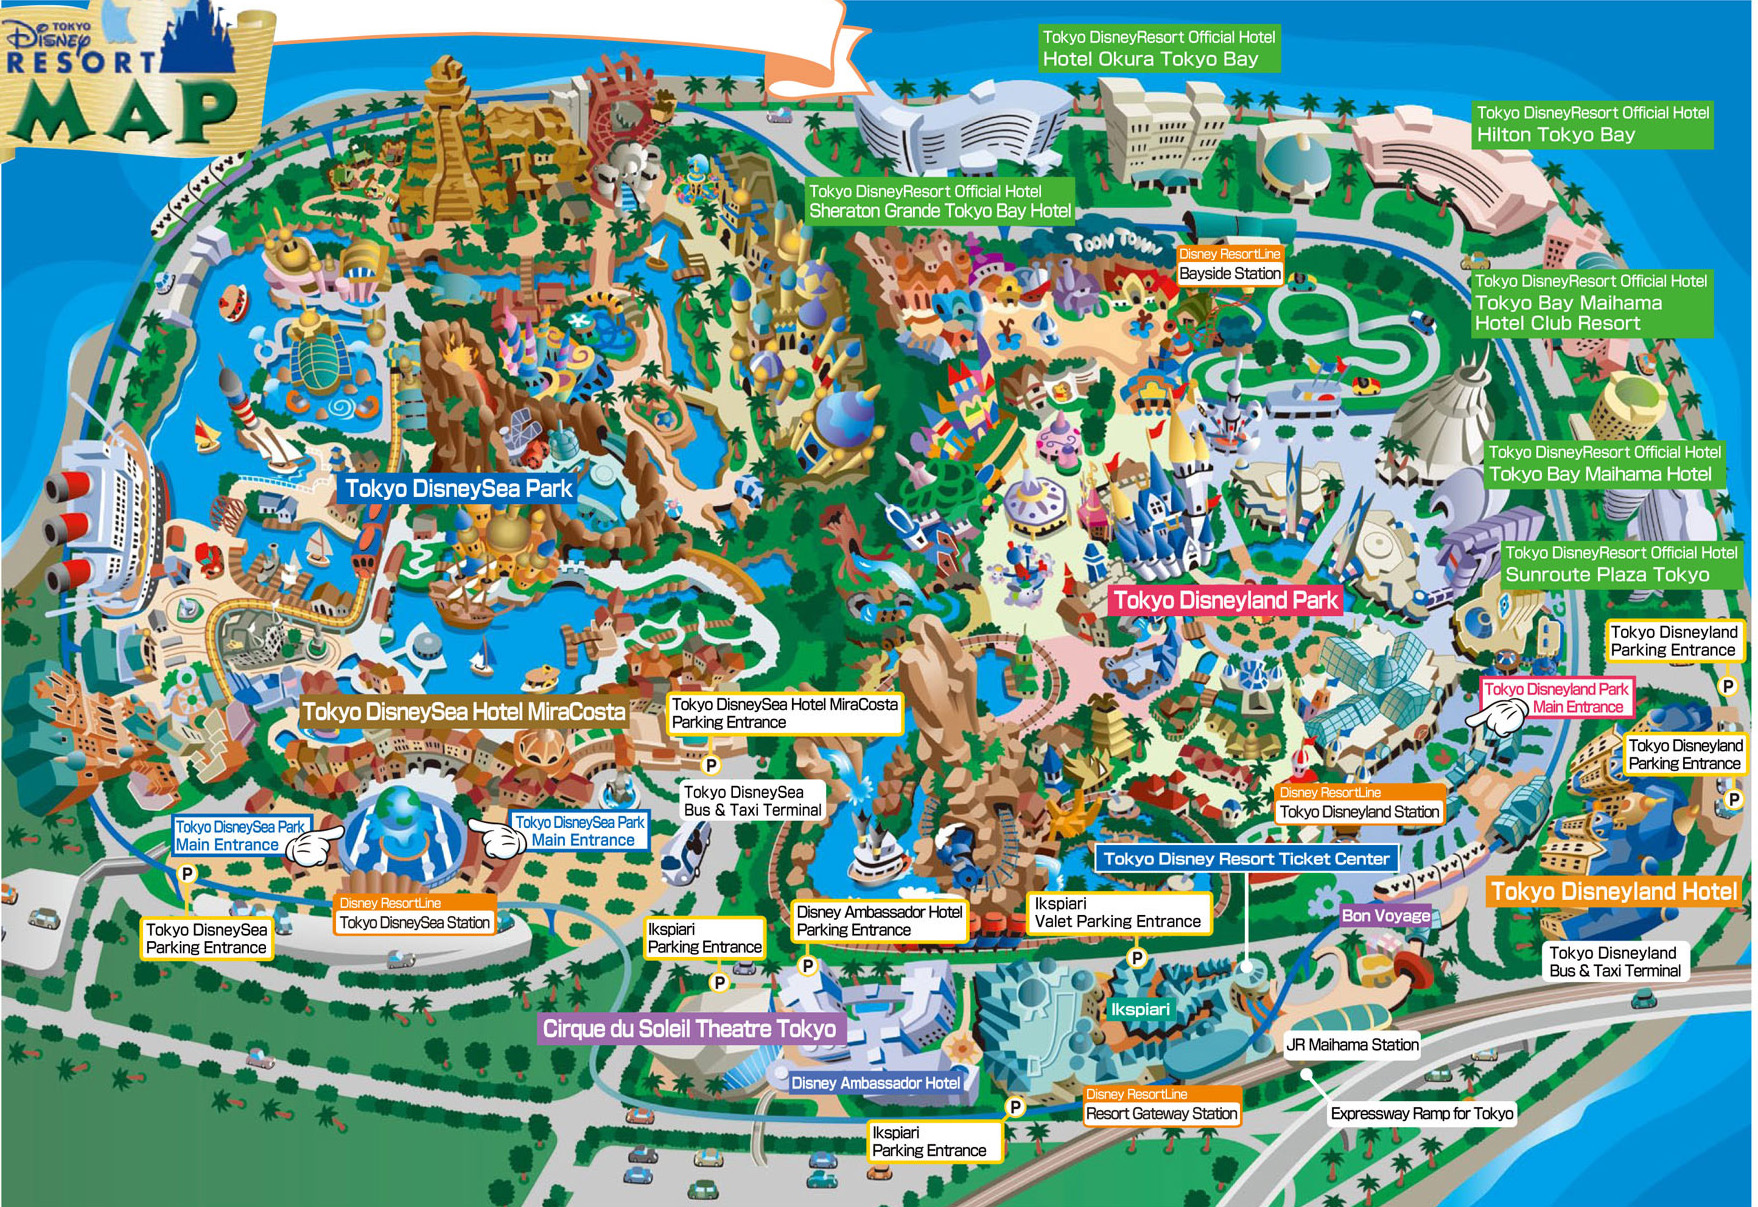 TOKYO
Disney
RESORT
MAP
Tokyo DisneyResort Official Hotel
Hotel Okura Tokyo Bay
Tokyo DisneyResort Official Hotel
Hilton Tokyo Bay
Tokyo DisneyResort Official Hotel
Sheraton Grande Tokyo Bay Hotel
TOON TOWN
Disney ResortLine
Bayside Station
Tokyo DisneyResort Official Hotel
Tokyo Bay Maihama
Hotel Club Resort
Tokyo DisneyResort Official Hotel
Tokyo Bay Maihama Hotel
Tokyo DisneySea Park
Tokyo DisneyResort Official Hotel
Sunroute Plaza Tokyo
Tokyo Disneyland Park
Tokyo Disneyland
Parking Entrance
P
Tokyo Disneyland Park
Main Entrance
Tokyo DisneySea Hotel MiraCosta
Tokyo DisneySea Hotel MiraCosta
Parking Entrance
P
Tokyo Disneyland
Parking Entrance
P
Tokyo DisneySea
Bus & Taxi Terminal
Disney ResortLine
Tokyo Disneyland Station
Tokyo DisneySea Park
Main Entrance
Tokyo DisneySea Park
Main Entrance
Tokyo Disney Resort Ticket Center
P
Tokyo DisneySea
Parking Entrance
Disney ResortLine
Tokyo DisneySea Station
Tokyo Disneyland Hotel
Ikspiari
Parking Entrance
P
Disney Ambassador Hotel
Parking Entrance
P
Ikspiari
Valet Parking Entrance
P
Bon Voyage
Tokyo Disneyland
Bus & Taxi Terminal
Ikspiari
Cirque du Soleil Theatre Tokyo
JR Maihama Station
Disney Ambassador Hotel
Disney ResortLine
Resort Gateway Station
Expressway Ramp for Tokyo
P
Ikspiari
Parking Entrance